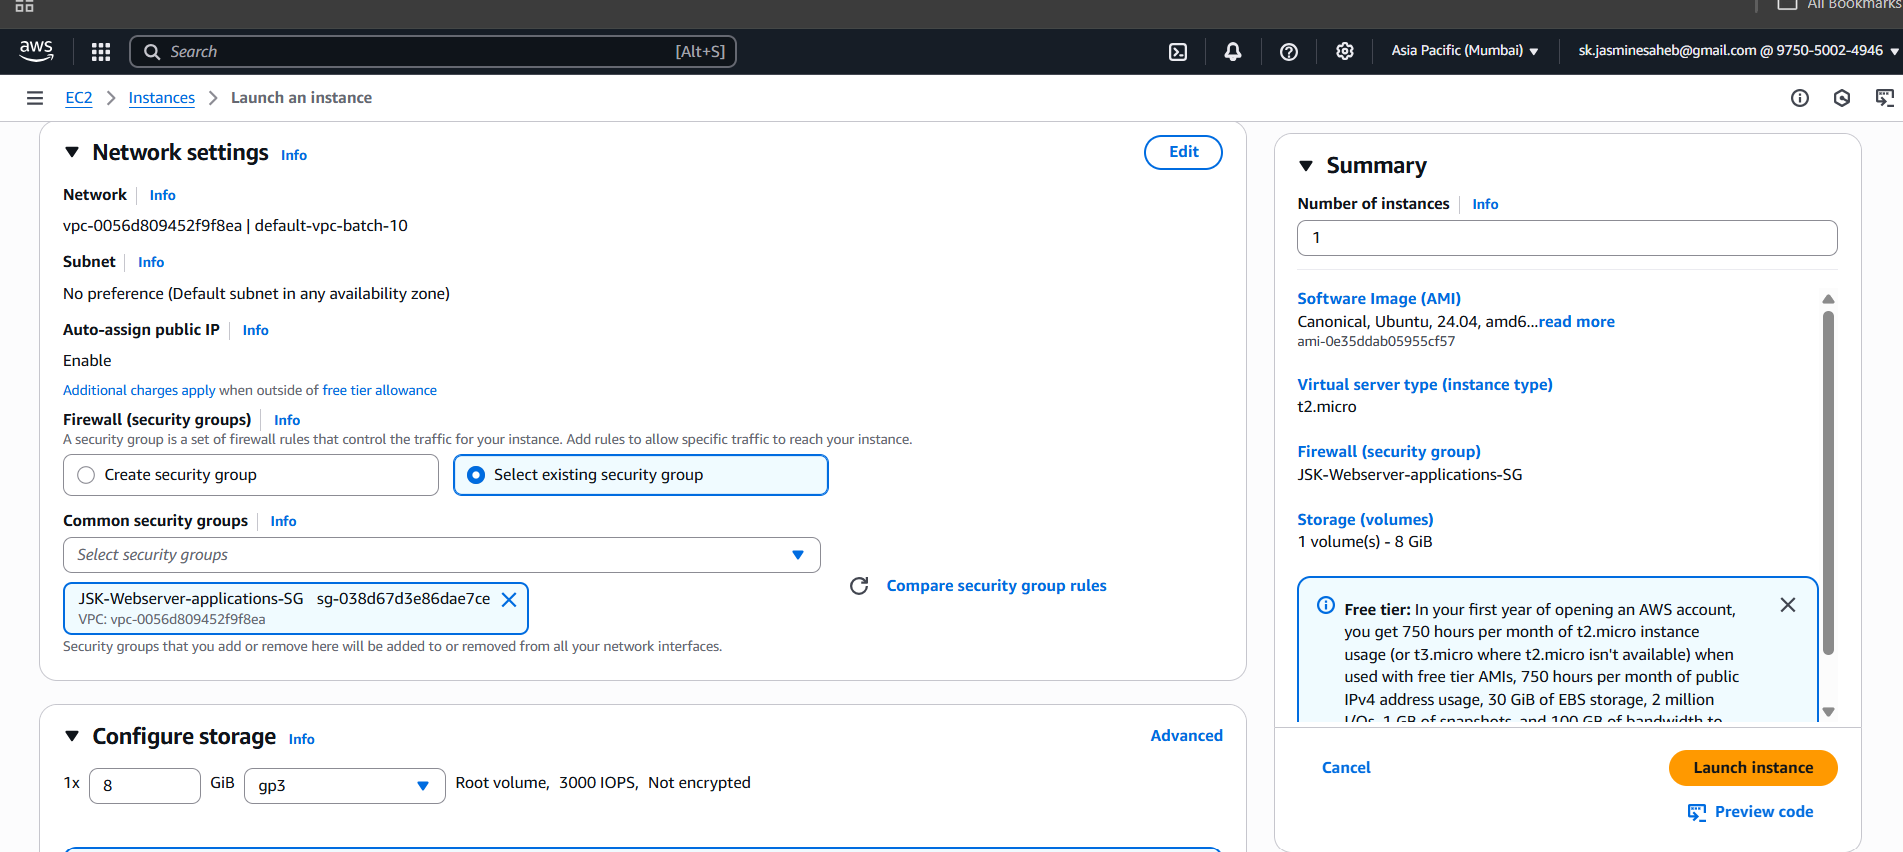 All Bookmarks
aws
Search [Alt+S]
Asia Pacific (Mumbai)
sk.jasminesaheb@gmail.com @ 9750-5002-4946
EC2 > Instances > Launch an instance
Network settings Info
Edit
Network Info
vpc-0056d809452f9f8ea | default-vpc-batch-10
Subnet Info
No preference (Default subnet in any availability zone)
Auto-assign public IP Info
Enable
Additional charges apply when outside of free tier allowance
Firewall (security groups) Info
A security group is a set of firewall rules that control the traffic for your instance. Add rules to allow specific traffic to reach your instance.
Create security group
Select existing security group
Common security groups Info
Select security groups
JSK-Webserver-applications-SG sg-038d67d3e86dae7ce
VPC: vpc-0056d809452f9f8ea
Compare security group rules
Security groups that you add or remove here will be added to or removed from all your network interfaces.
Configure storage Info
Advanced
1x 8 GiB gp3 Root volume, 3000 IOPS, Not encrypted
Summary
Number of instances Info
1
Software Image (AMI)
Canonical, Ubuntu, 24.04, amd6...read more
ami-0e35ddab05955cf57
Virtual server type (instance type)
t2.micro
Firewall (security group)
JSK-Webserver-applications-SG
Storage (volumes)
1 volume(s) - 8 GiB
Free tier: In your first year of opening an AWS account,
you get 750 hours per month of t2.micro instance
usage (or t3.micro where t2.micro isn't available) when
used with free tier AMIs, 750 hours per month of public
IPv4 address usage, 30 GiB of EBS storage, 2 million
I/Os, 1 GB of snapshots, and 100 GB of bandwidth to
Cancel
Launch instance
Preview code